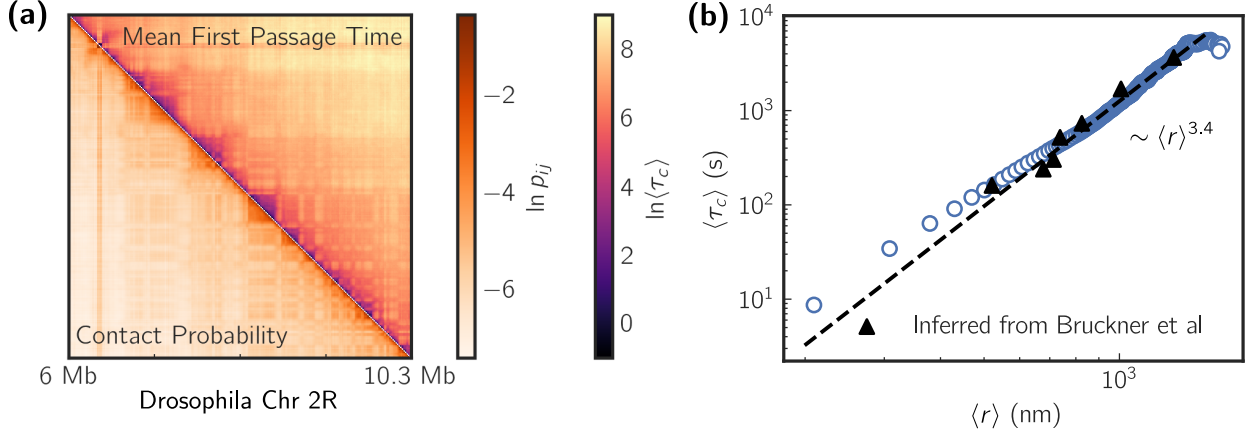 (a)
Mean First Passage Time
Contact Probability
6 Mb
10.3 Mb
Drosophila Chr 2R
−2
−4
−6
ln p_{ij}
8
6
4
2
0
ln⟨τ_c⟩
(b)
10^4
10^3
10^2
10^1
⟨τ_c⟩ (s)
∼ ⟨r⟩^{3.4}
Inferred from Bruckner et al
10^3
⟨r⟩ (nm)